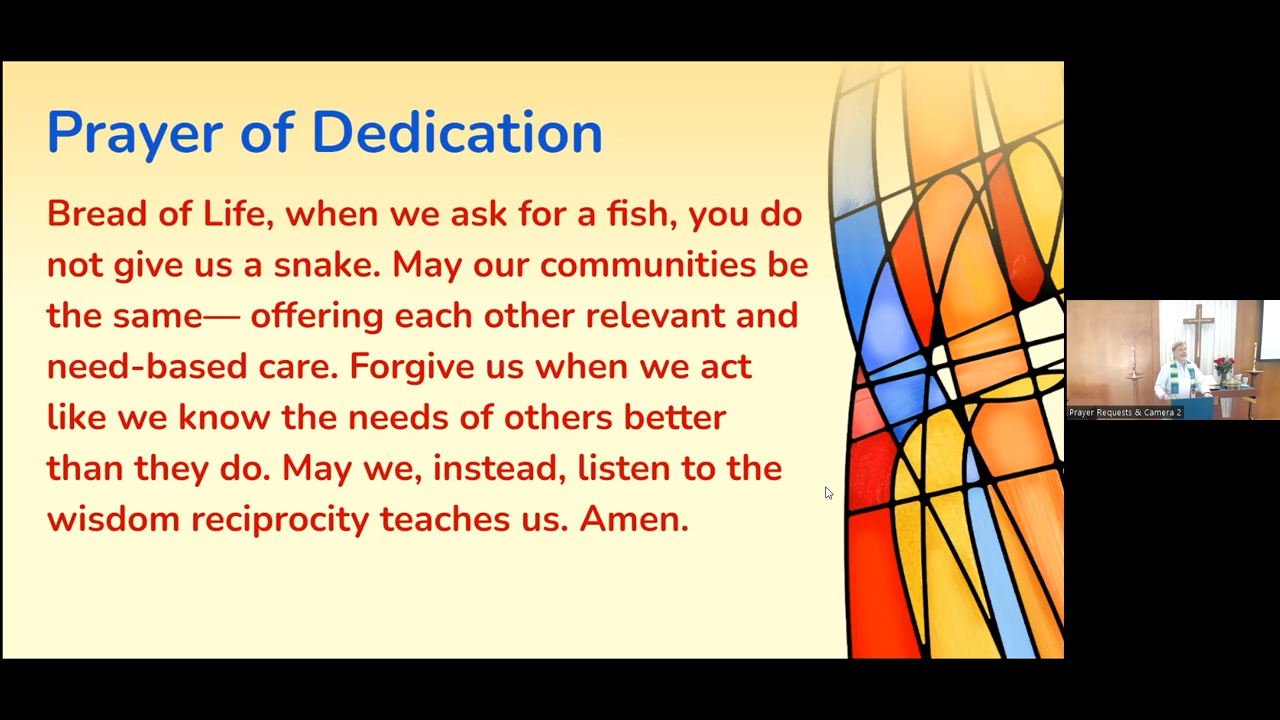 Prayer of Dedication
Bread of Life, when we ask for a fish, you do
not give us a snake. May our communities be
the same— offering each other relevant and
need-based care. Forgive us when we act
like we know the needs of others better
than they do. May we, instead, listen to the
wisdom reciprocity teaches us. Amen.
Prayer Requests & Camera 2